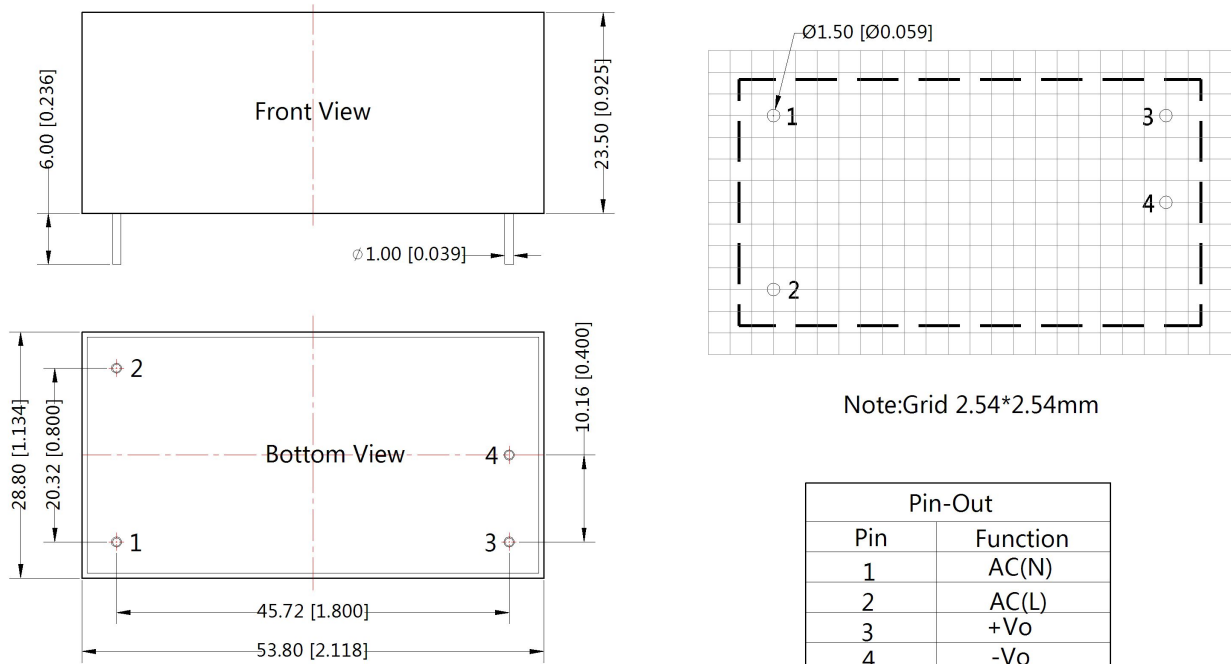 Front View
6.00 [0.236]
23.50 [0.925]
⌀1.00 [0.039]
Ø1.50 [Ø0.059]
1
3
4
2
Note:Grid 2.54*2.54mm
28.80 [1.134]
20.32 [0.800]
10.16 [0.400]
2
Bottom View
4
1
3
45.72 [1.800]
53.80 [2.118]
Pin-Out
Pin Function
1 AC(N)
2 AC(L)
3 +Vo
4 -Vo